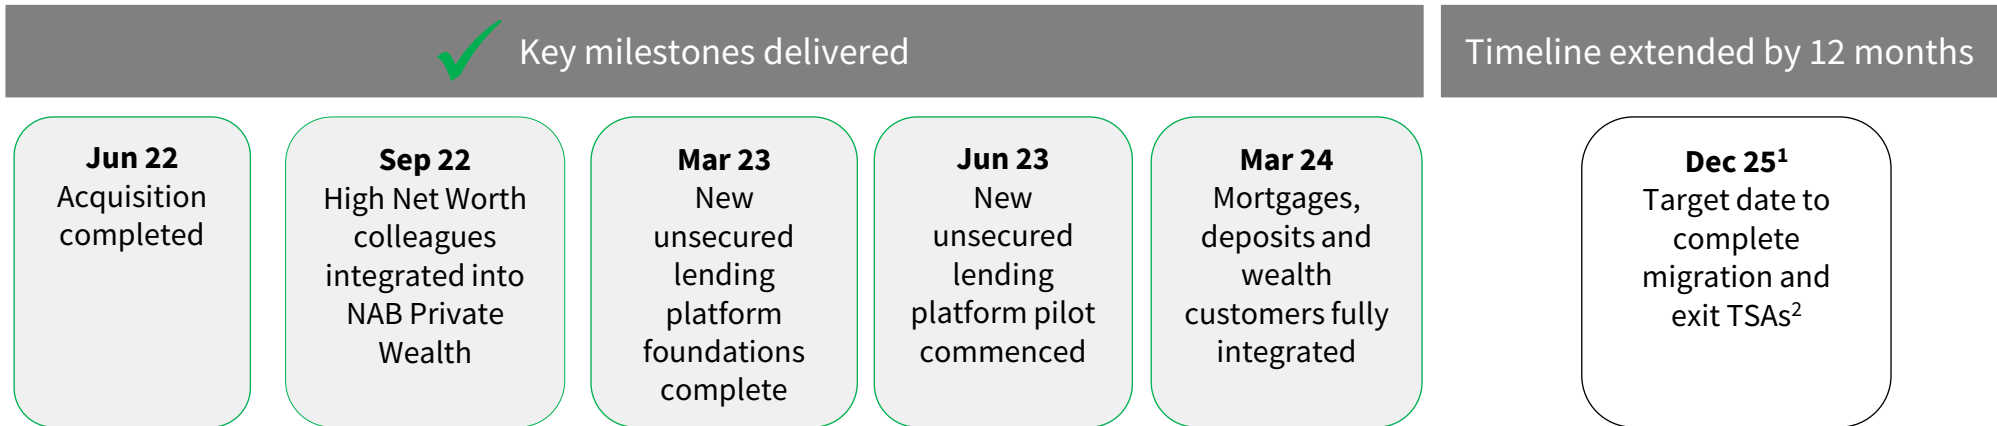 Key milestones delivered
Timeline extended by 12 months
Jun 22
Acquisition
completed
Sep 22
High Net Worth
colleagues
integrated into
NAB Private
Wealth
Mar 23
New
unsecured
lending
platform
foundations
complete
Jun 23
New
unsecured
lending
platform pilot
commenced
Mar 24
Mortgages,
deposits and
wealth
customers fully
integrated
Dec 25¹
Target date to
complete
migration and
exit TSAs²